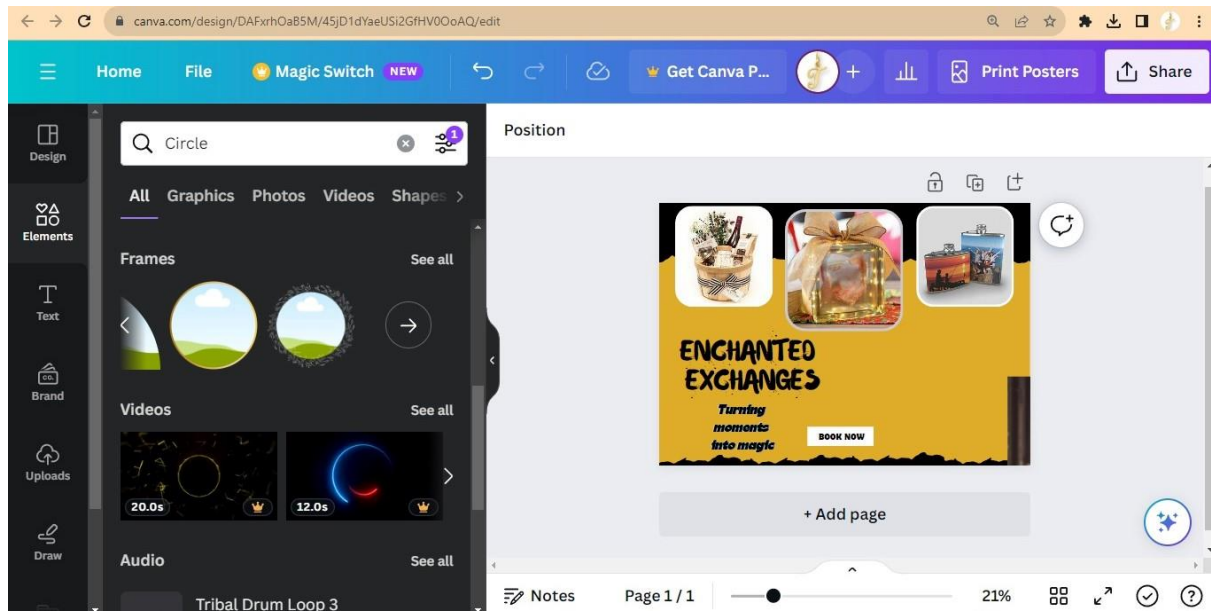 canva.com/design/DAFxrhOaB5M/45jD1dYaeUSi2GfHV0OoAQ/edit
Home File Magic Switch NEW Get Canva P... + Print Posters Share
Design
Elements
Text
Brand
CO.
Uploads
Draw
Circle
1
All Graphics Photos Videos Shapes
Frames See all
Videos See all
20.0s 12.0s
Audio See all
Tribal Drum Loop 3
Position
ENCHANTED
EXCHANGES
Turning
moments
into magic
BOOK NOW
+ Add page
Notes Page 1 / 1 21% ?